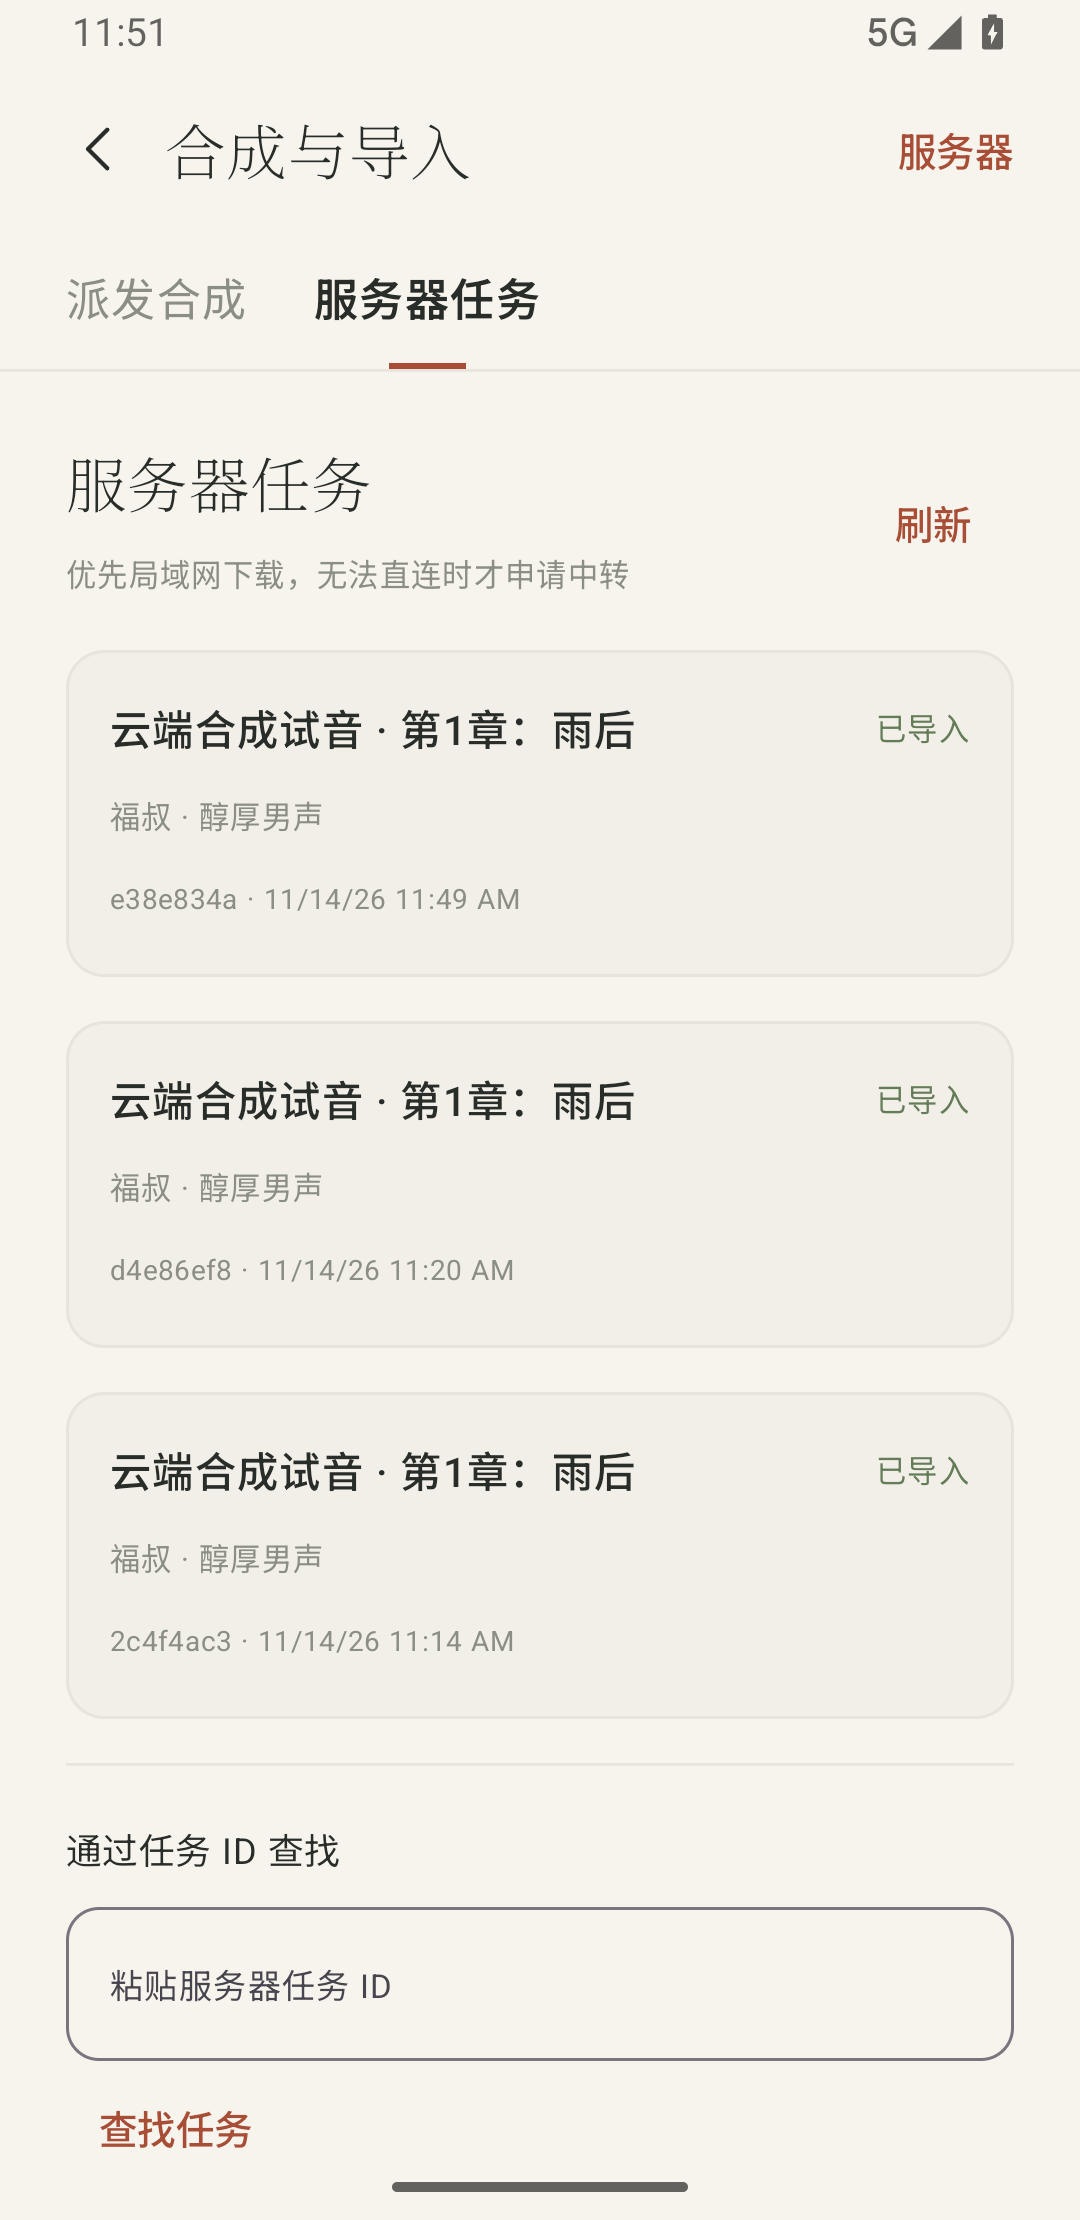 11:51
5G
合成与导入
服务器
派发合成
服务器任务
服务器任务
刷新
优先局域网下载，无法直连时才申请中转
云端合成试音 · 第1章：雨后
已导入
福叔 · 醇厚男声
e38e834a · 11/14/26 11:49 AM
云端合成试音 · 第1章：雨后
已导入
福叔 · 醇厚男声
d4e86ef8 · 11/14/26 11:20 AM
云端合成试音 · 第1章：雨后
已导入
福叔 · 醇厚男声
2c4f4ac3 · 11/14/26 11:14 AM
通过任务 ID 查找
粘贴服务器任务 ID
查找任务